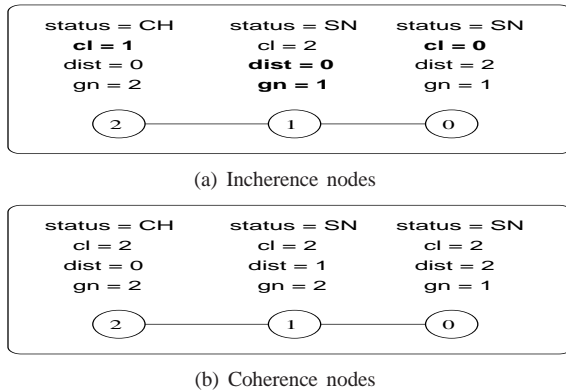 status = CH status = SN status = SN
cl = 1 cl = 2 cl = 0
dist = 0 dist = 0 dist = 2
gn = 2 gn = 1 gn = 1
2 1 0
(a) Incherence nodes
status = CH status = SN status = SN
cl = 2 cl = 2 cl = 2
dist = 0 dist = 1 dist = 2
gn = 2 gn = 2 gn = 1
2 1 0
(b) Coherence nodes